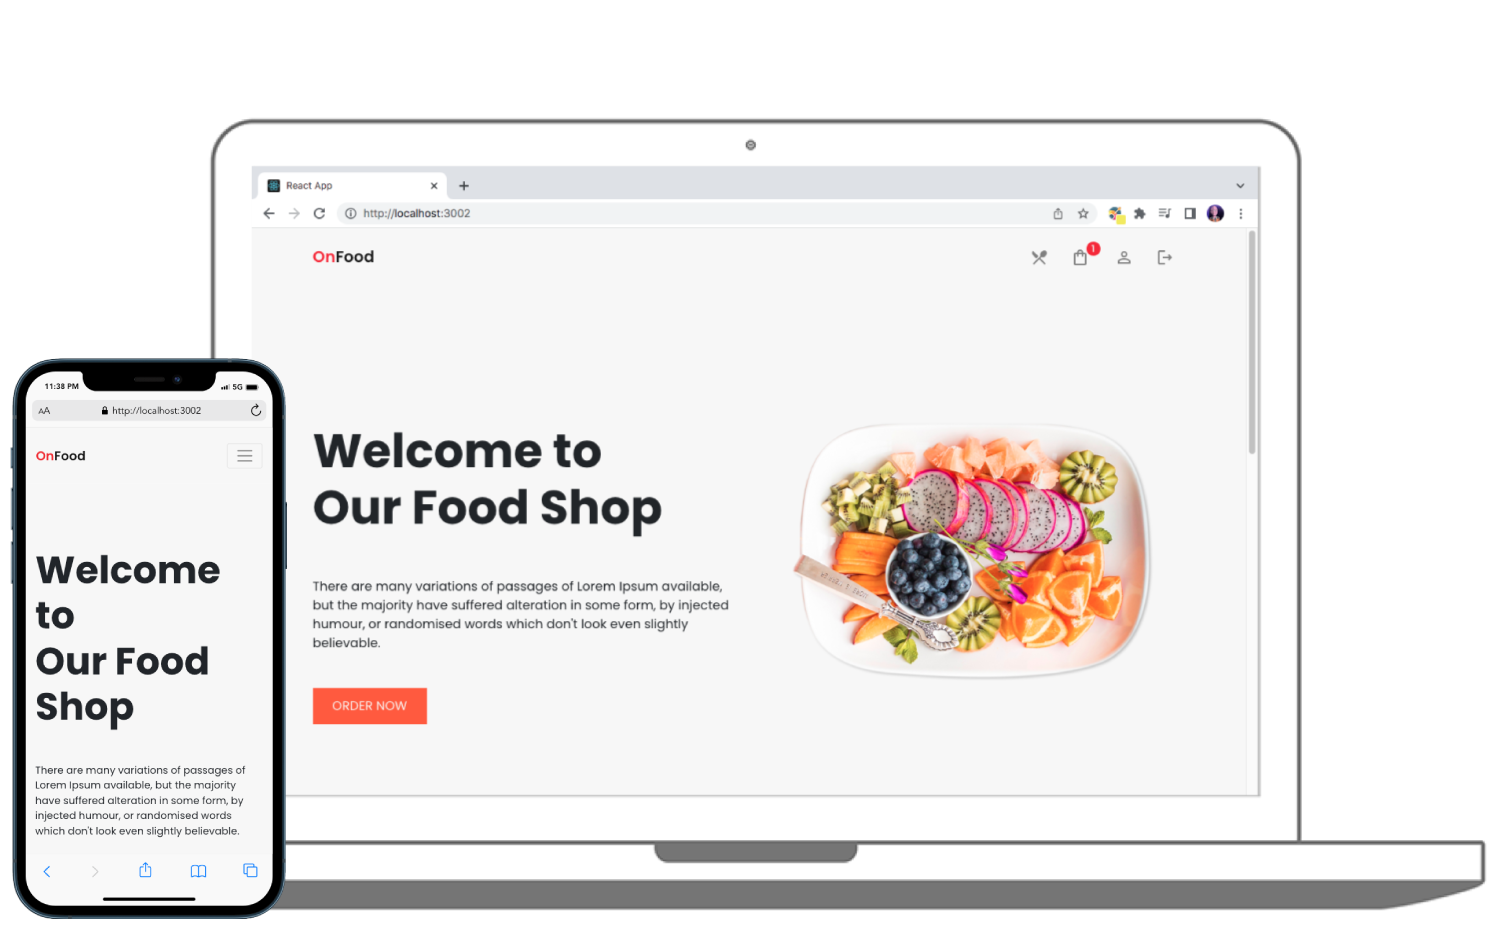 React App
http://localhost:3002
OnFood
1
Welcome to
Our Food Shop
There are many variations of passages of Lorem Ipsum available,
but the majority have suffered alteration in some form, by injected
humour, or randomised words which don't look even slightly
believable.
ORDER NOW
11:38 PM
5G
AA
http://localhost:3002
OnFood
Welcome
to
Our Food
Shop
There are many variations of passages of
Lorem Ipsum available, but the majority
have suffered alteration in some form, by
injected humour, or randomised words
which don't look even slightly believable.